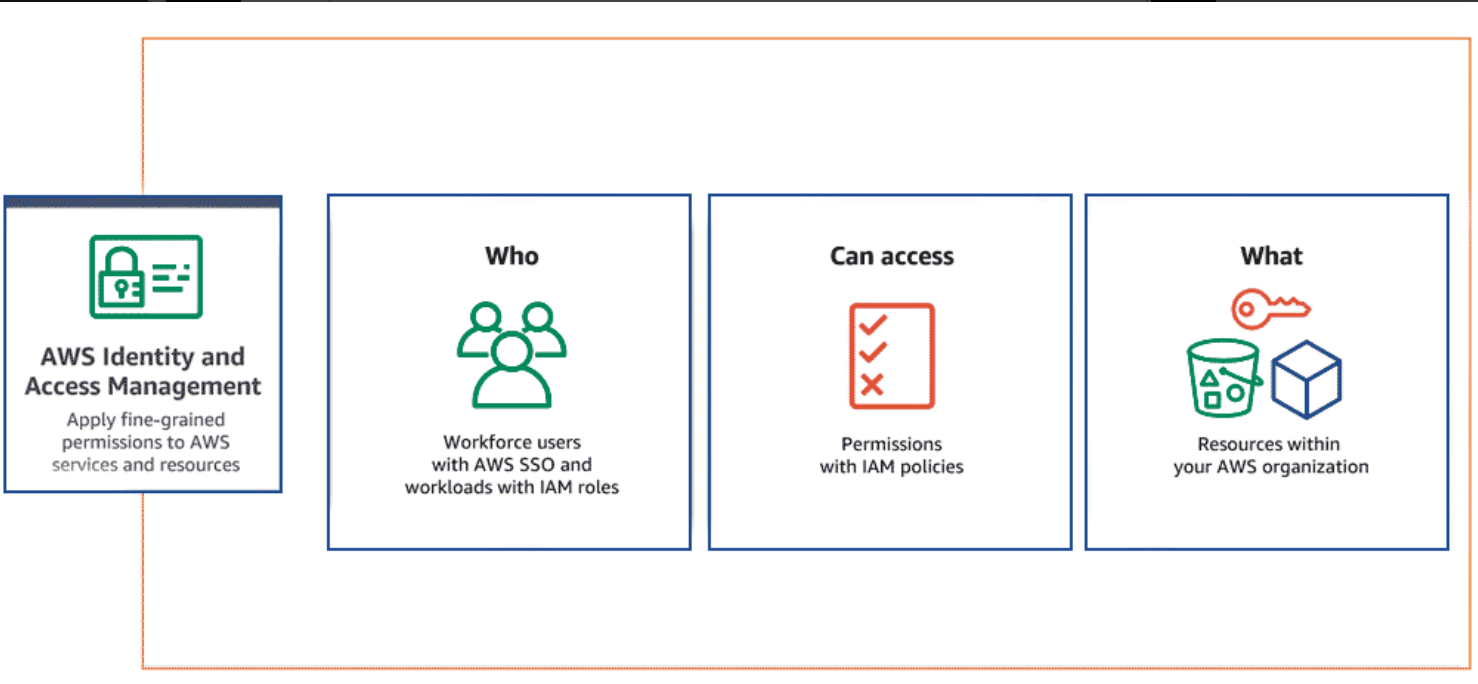 AWS Identity and
Access Management
Apply fine-grained
permissions to AWS
services and resources
Who
Workforce users
with AWS SSO and
workloads with IAM roles
Can access
Permissions
with IAM policies
What
Resources within
your AWS organization